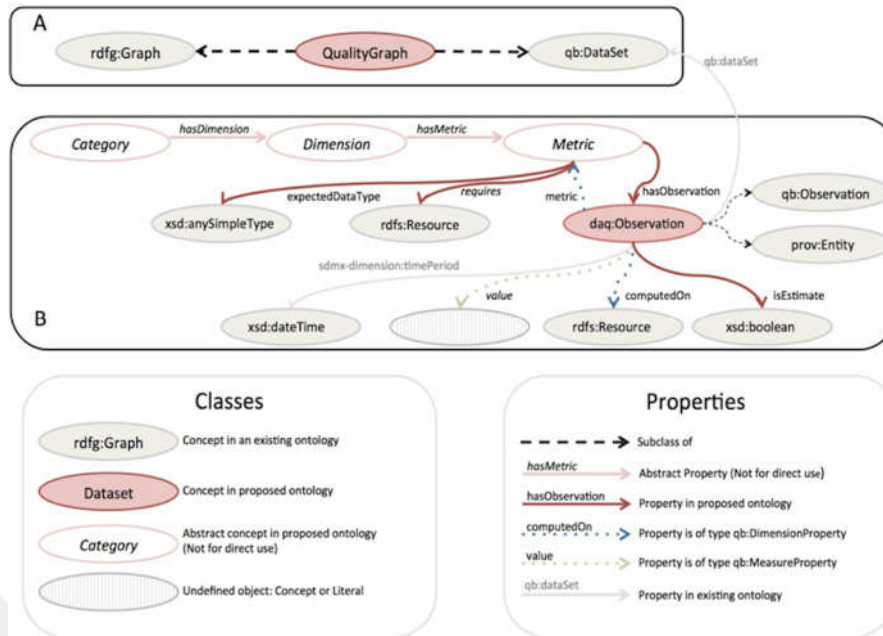 A
rdfg:Graph
QualityGraph
qb:DataSet
qb:dataSet
Category
hasDimension
Dimension
hasMetric
Metric
expectedDataType
requires
metric
hasObservation
qb:Observation
xsd:anySimpleType
rdfs:Resource
daq:Observation
prov:Entity
sdmx-dimension:timePeriod
value
computedOn
isEstimate
B
xsd:dateTime
rdfs:Resource
xsd:boolean
Classes
rdfg:Graph
Concept in an existing ontology
Dataset
Concept in proposed ontology
Category
Abstract concept in proposed ontology
(Not for direct use)
Undefined object: Concept or Literal
Properties
Subclass of
hasMetric
Abstract Property (Not for direct use)
hasObservation
Property in proposed ontology
computedOn
Property is of type qb:DimensionProperty
value
Property is of type qb:MeasureProperty
qb:dataSet
Property in existing ontology